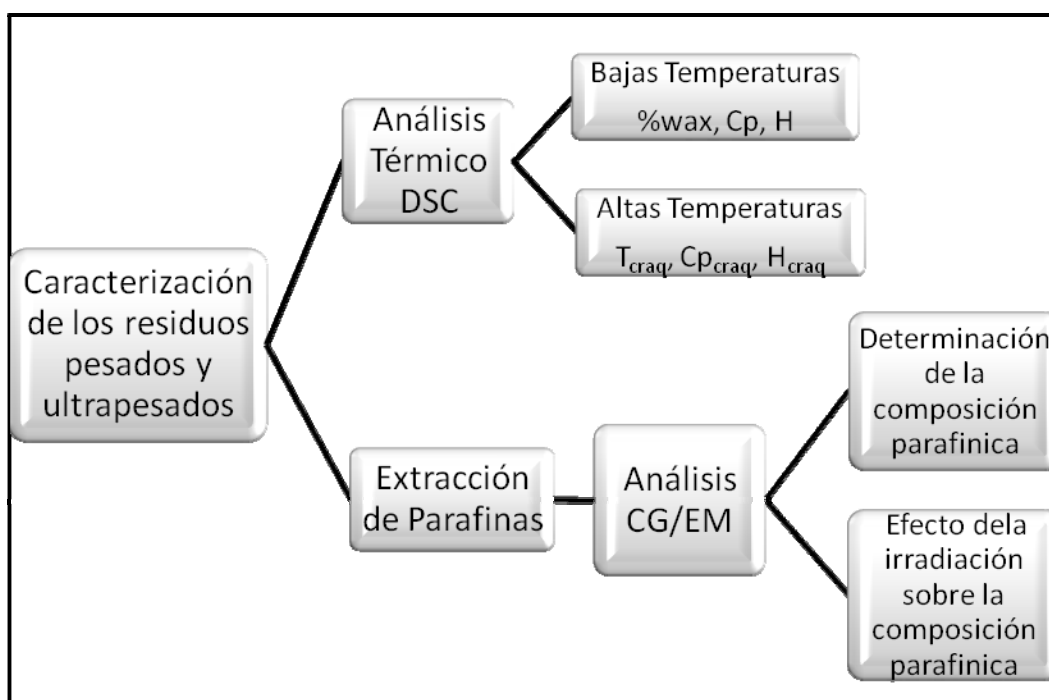 Caracterización
de los residuos
pesados y
ultrapesados
Análisis
Térmico
DSC
Bajas Temperaturas
%wax, Cp, H
Altas Temperaturas
Tcraq, Cpcraq, Hcraq
Extracción
de Parafinas
Análisis
CG/EM
Determinación
de la
composición
parafinica
Efecto dela
irradiación
sobre la
composición
parafinica